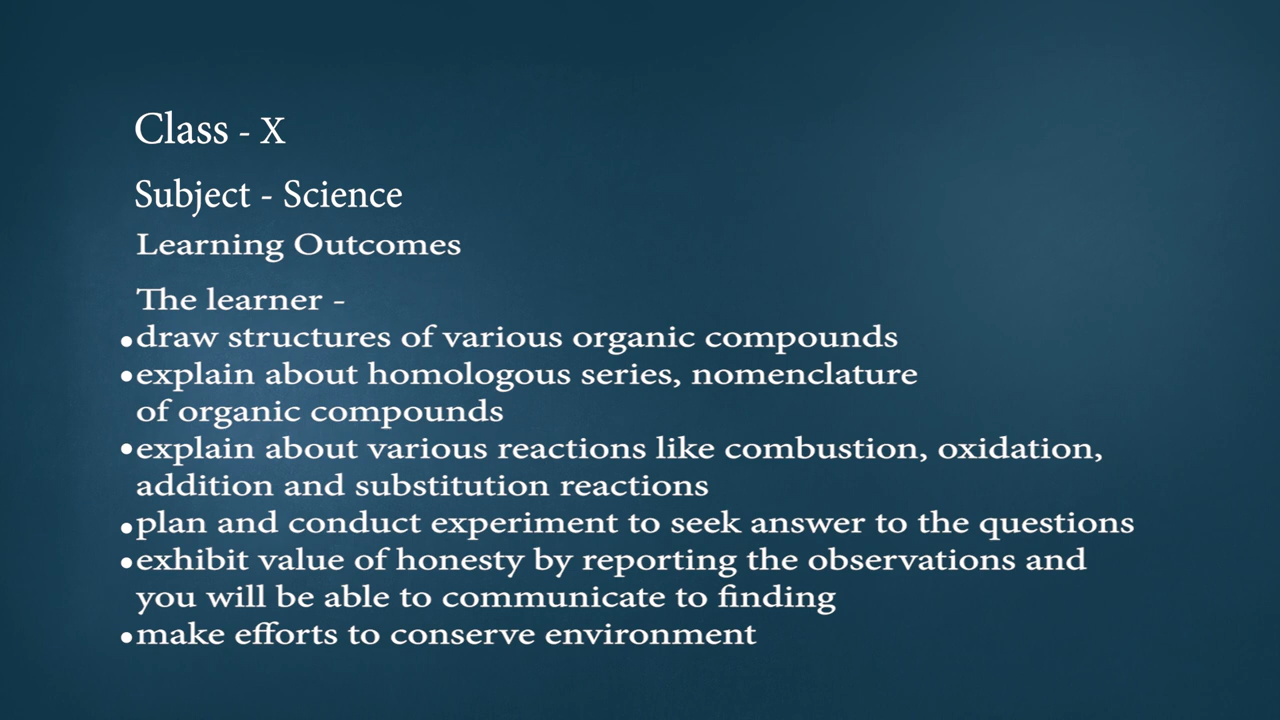 Class - X
Subject - Science
Learning Outcomes
The learner -
•draw structures of various organic compounds
•explain about homologous series, nomenclature
of organic compounds
•explain about various reactions like combustion, oxidation,
addition and substitution reactions
•plan and conduct experiment to seek answer to the questions
•exhibit value of honesty by reporting the observations and
you will be able to communicate to finding
•make efforts to conserve environment